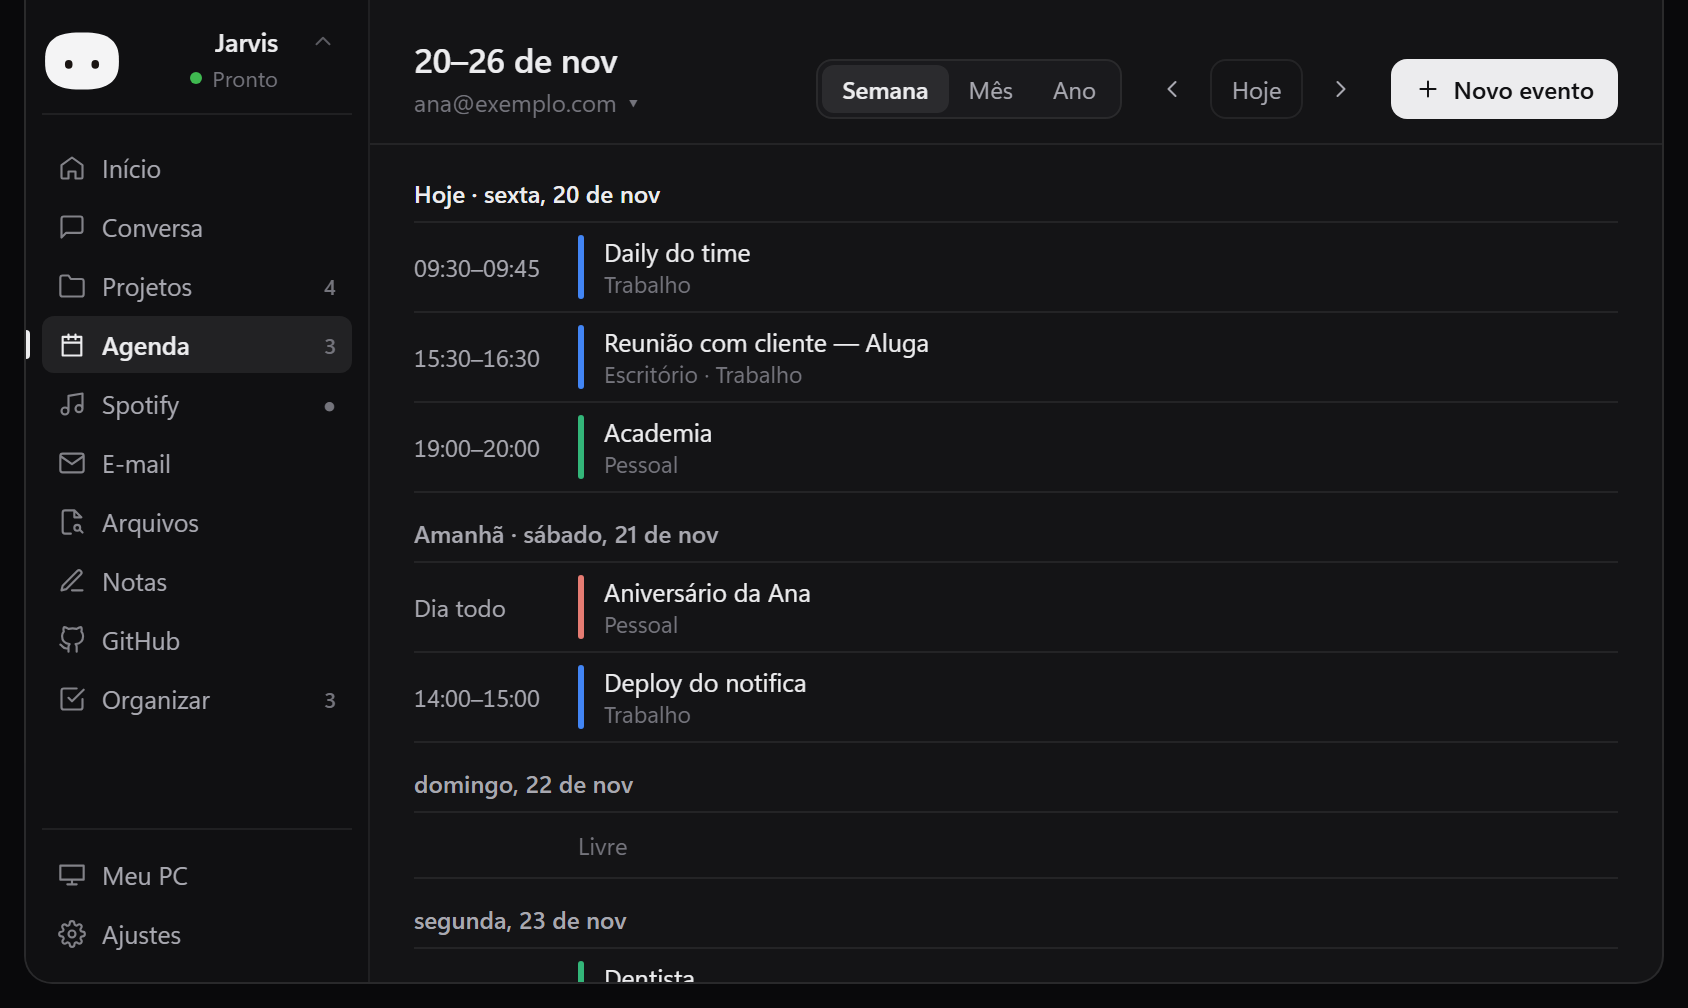 Jarvis
Pronto
Início
Conversa
Projetos 4
Agenda 3
Spotify
E-mail
Arquivos
Notas
GitHub
Organizar 3
Meu PC
Ajustes
20–26 de nov
ana@exemplo.com
Semana Mês Ano
Hoje
+ Novo evento
Hoje · sexta, 20 de nov
09:30–09:45
Daily do time
Trabalho
15:30–16:30
Reunião com cliente — Aluga
Escritório · Trabalho
19:00–20:00
Academia
Pessoal
Amanhã · sábado, 21 de nov
Dia todo
Aniversário da Ana
Pessoal
14:00–15:00
Deploy do notifica
Trabalho
domingo, 22 de nov
Livre
segunda, 23 de nov
Dentista